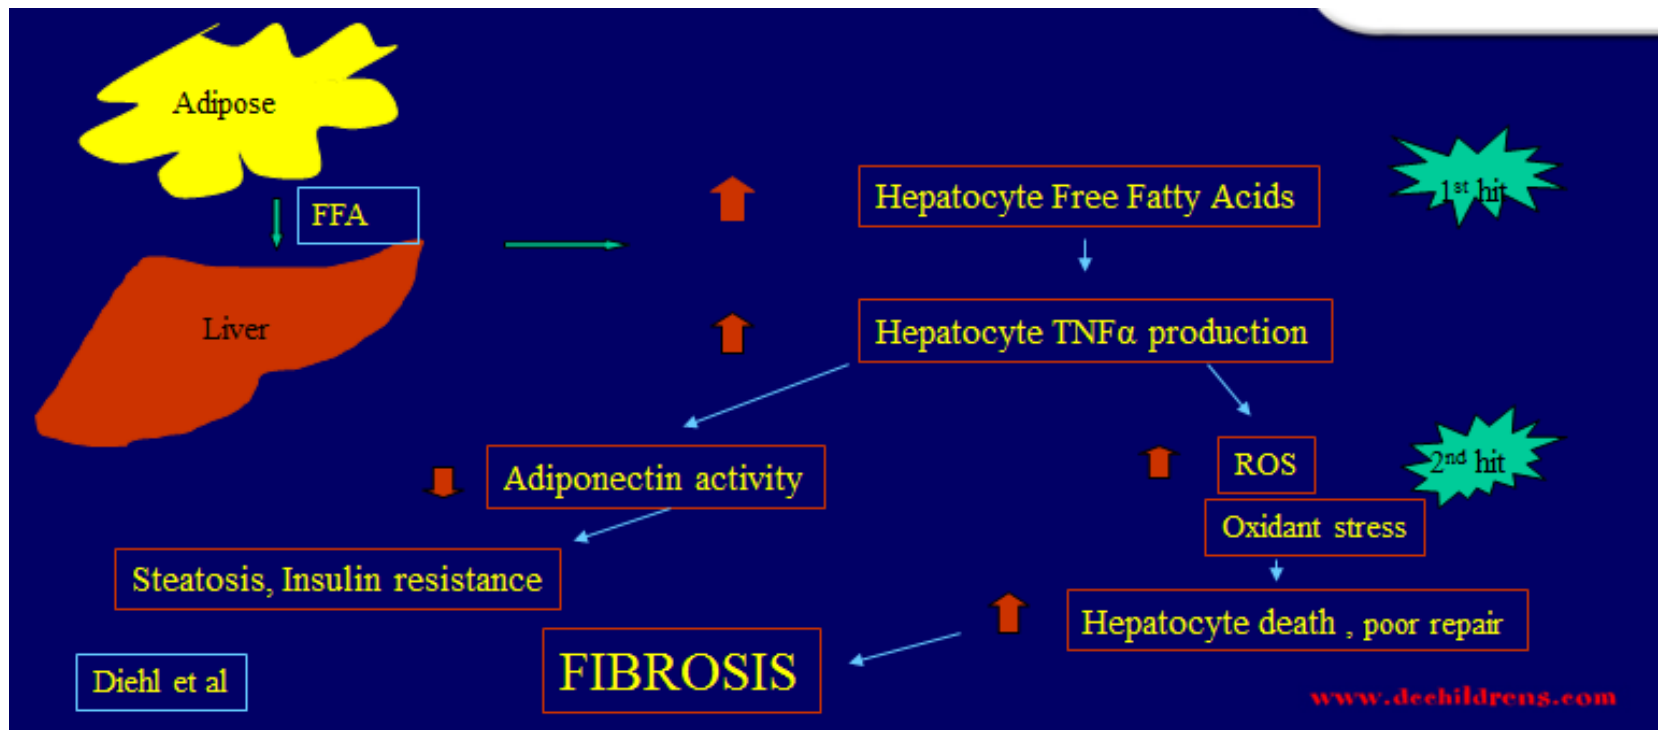 Adipose
FFA
Liver
Hepatocyte Free Fatty Acids
1st hit
Hepatocyte TNFα production
Adiponectin activity
ROS
2nd hit
Oxidant stress
Steatosis, Insulin resistance
Hepatocyte death , poor repair
FIBROSIS
Diehl et al
www.dechildrens.com